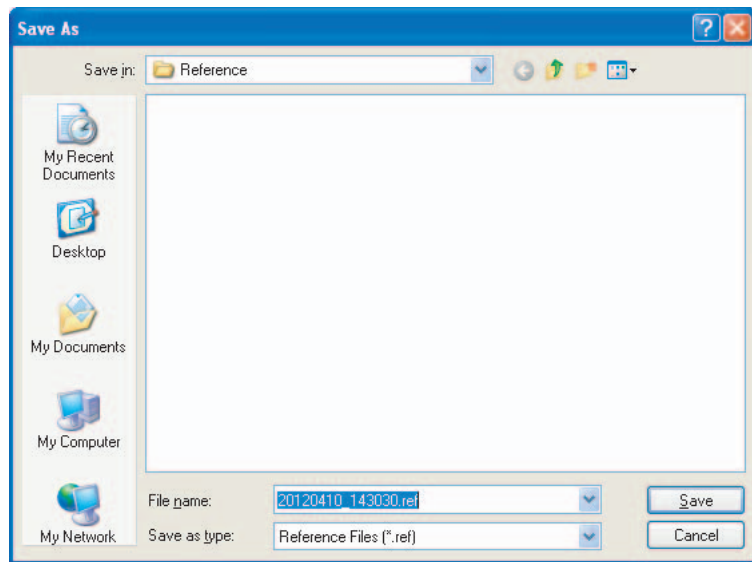 Save As
Save in: Reference
My Recent
Documents
Desktop
My Documents
My Computer
My Network
File name: 20120410_143030.ref Save
Save as type: Reference Files (*.ref) Cancel